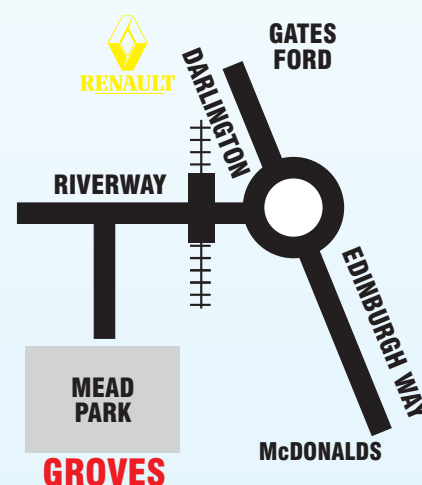 GATES
FORD
RENAULT
DARLINGTON
RIVERWAY
EDINBURGH WAY
MEAD
PARK
McDONALDS
GROVES